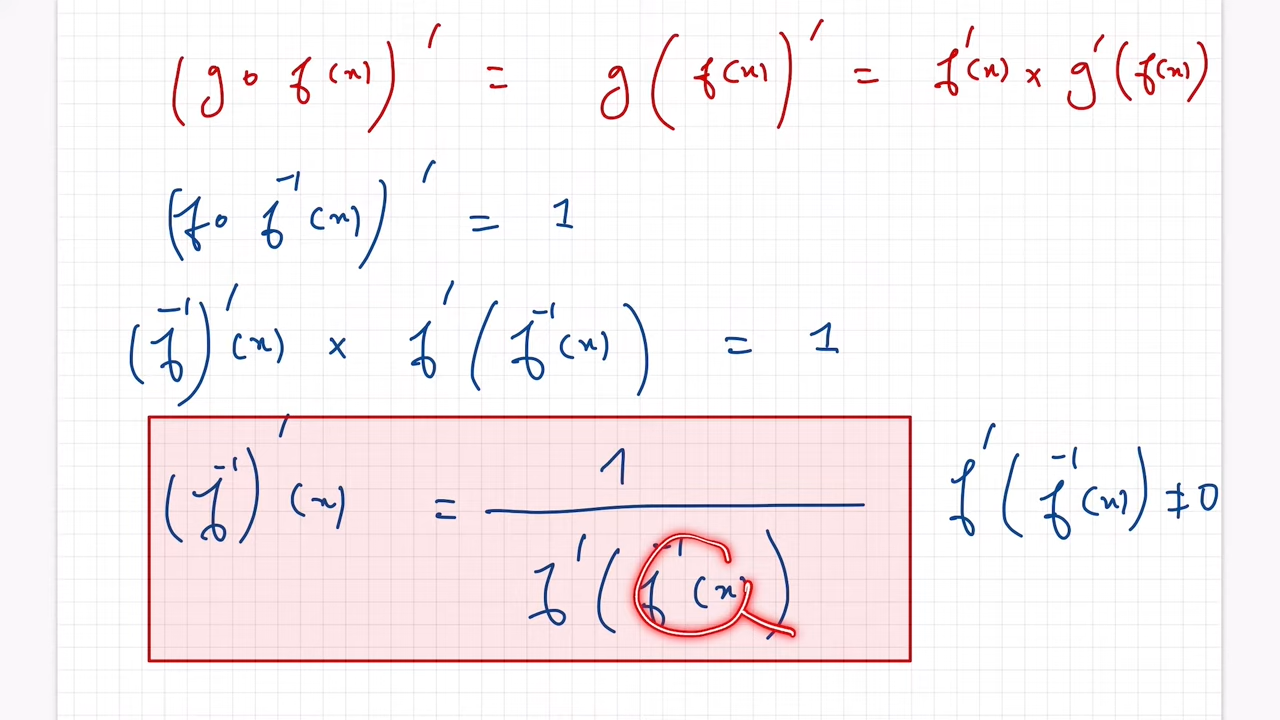 (g∘f(x))′ = g(f(x))′ = f′(x) × g′(f(x))
(f∘f⁻¹(x))′ = 1
(f⁻¹)′(x) × f′(f⁻¹(x)) = 1
(f⁻¹)′(x) = 1 / f′(f⁻¹(x)) f′(f⁻¹(x)) ≠ 0